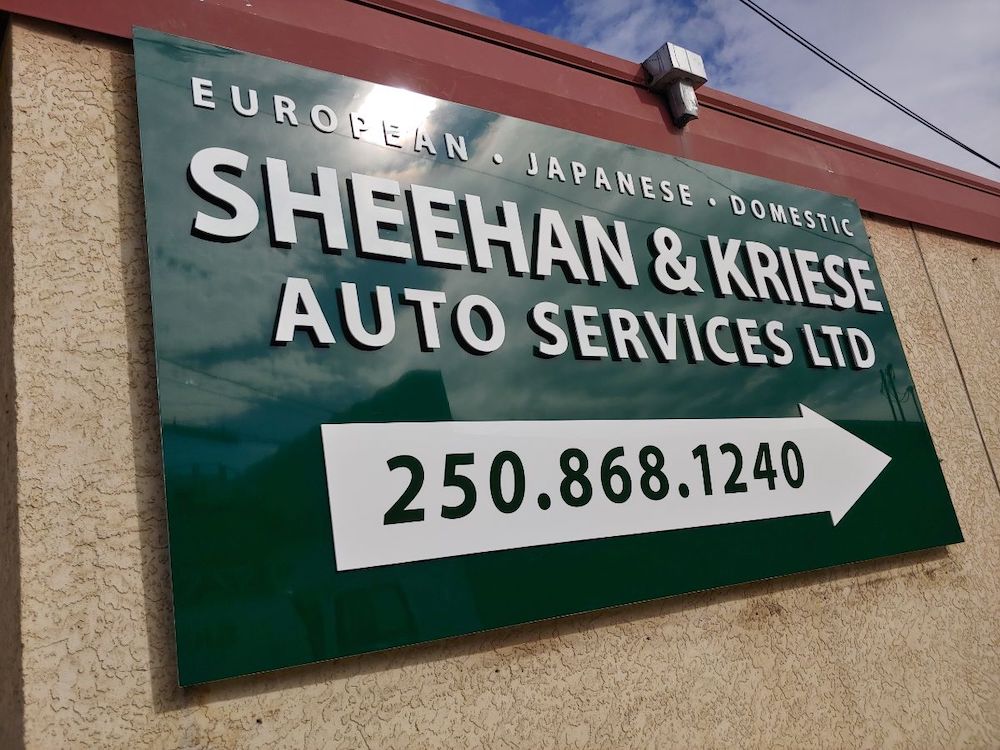 EUROPEAN • JAPANESE • DOMESTIC
SHEEHAN & KRIESE
AUTO SERVICES LTD
250.868.1240